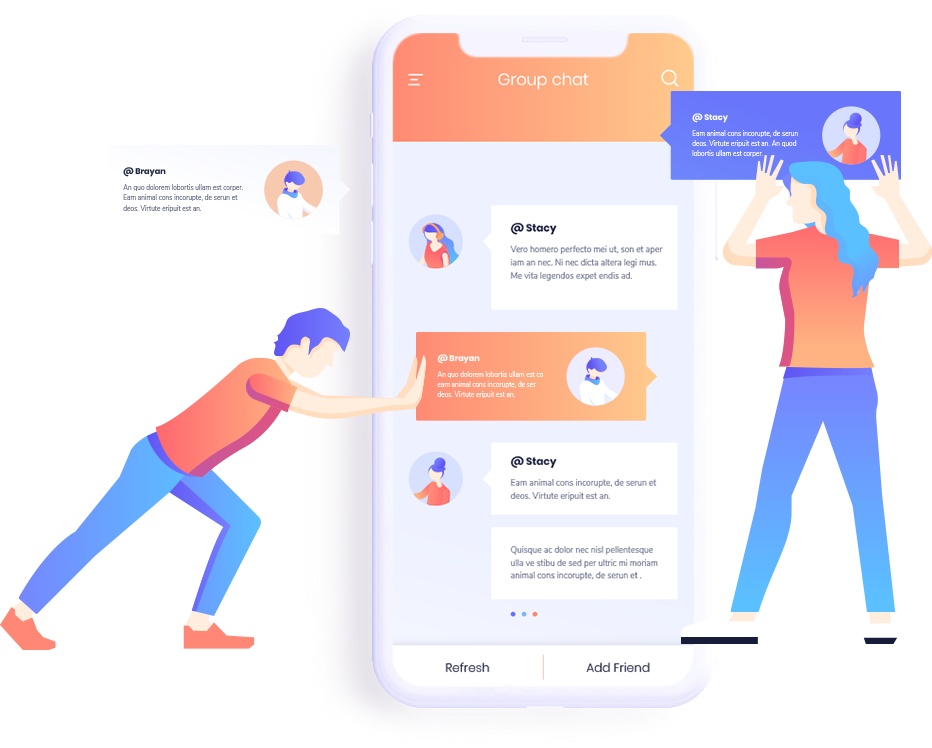 Group chat
@ Stacy
Eam animal cons incorupte, de serun
deos. Virtute eripuit est an. An quod
lobortis ullam est corper
@ Brayan
An quo dolorem lobortis ullam est corper.
Eam animal cons incorupte, de serun et
deos. Virtute eripuit est an.
@ Stacy
Vero homero perfecto mei ut, son et aper
iam an nec. Ni nec dicta altera legi mus.
Me vita legendos expet endis ad.
@ Brayan
An quo dolorem lobortis ullam est co
eam animal cons incorupte, de ser
deos. Virtute eripuit est an.
@ Stacy
Eam animal cons incorupte, de serun et
deos. Virtute eripuit est an.
Quisque ac dolor nec nisl pellentesque
ulla ve stibu de sed per ultric mi moriam
animal cons incorupte, de serun et .
Refresh
Add Friend